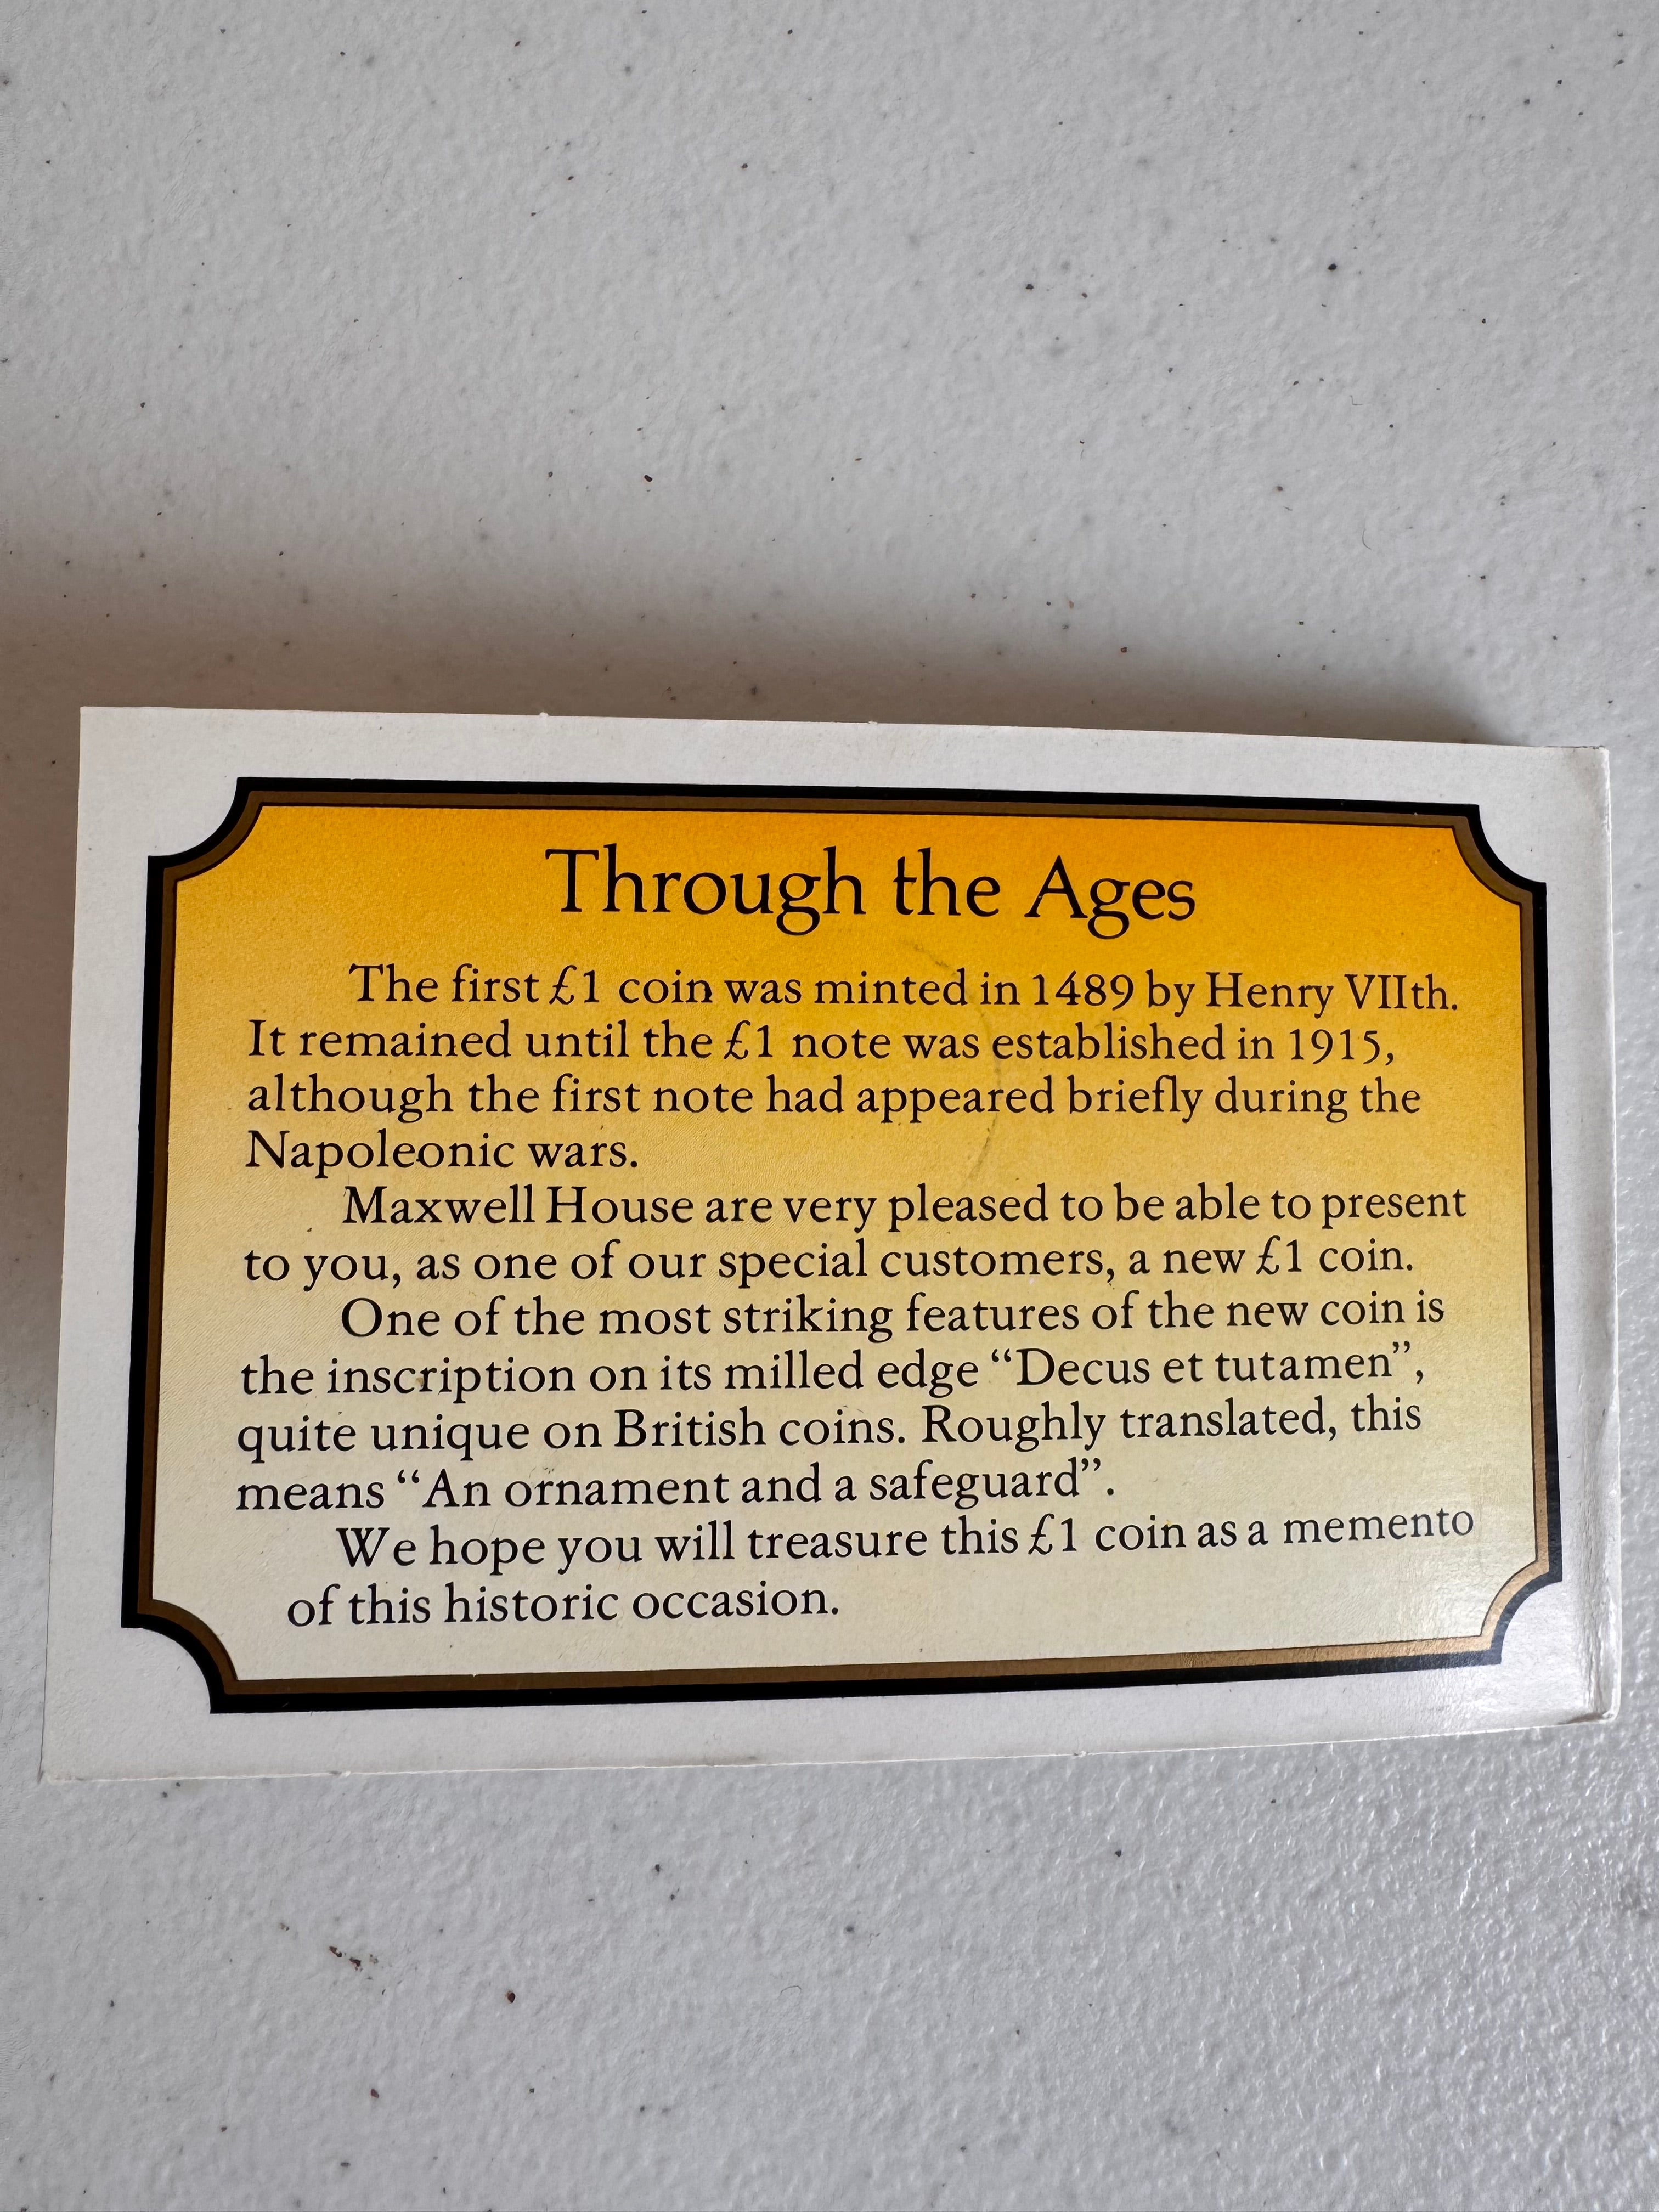 Through the Ages
The first £1 coin was minted in 1489 by Henry VIIth.
It remained until the £1 note was established in 1915,
although the first note had appeared briefly during the
Napoleonic wars.
Maxwell House are very pleased to be able to present
to you, as one of our special customers, a new £1 coin.
One of the most striking features of the new coin is
the inscription on its milled edge “Decus et tutamen”,
quite unique on British coins. Roughly translated, this
means “An ornament and a safeguard”.
We hope you will treasure this £1 coin as a memento
of this historic occasion.